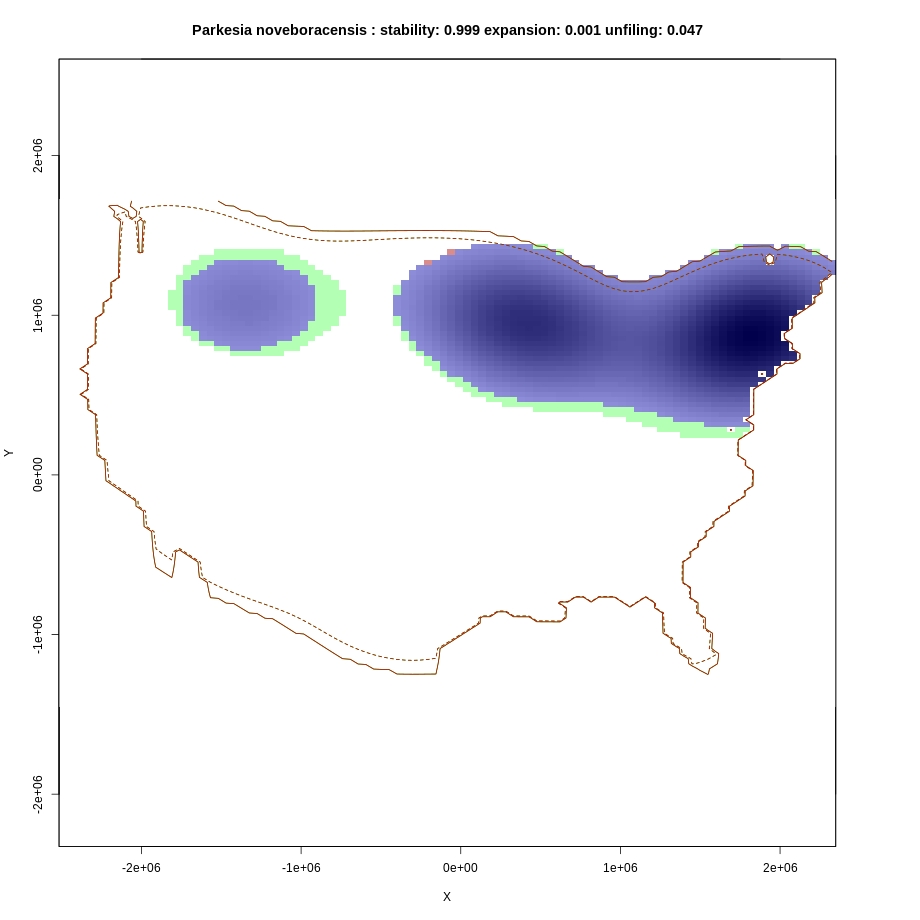 Parkesia noveboracensis : stability: 0.999 expansion: 0.001 unfiling: 0.047
2e+06
1e+06
0e+00
-1e+06
-2e+06
Y
-2e+06 -1e+06 0e+00 1e+06 2e+06
X